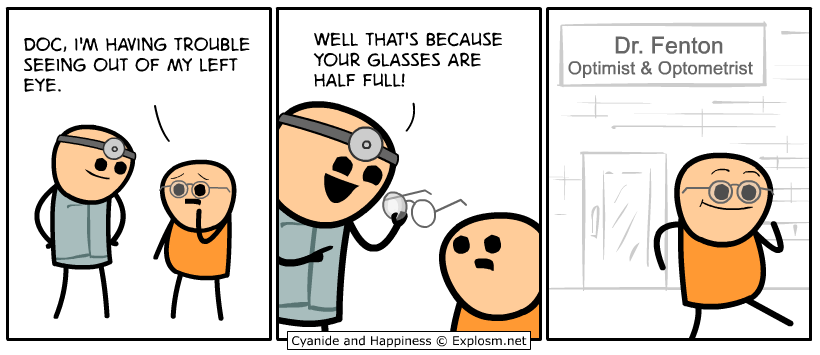 DOC, I'M HAVING TROUBLE
SEEING OUT OF MY LEFT
EYE.
WELL THAT'S BECAUSE
YOUR GLASSES ARE
HALF FULL!
Dr. Fenton
Optimist & Optometrist
Cyanide and Happiness © Explosm.net